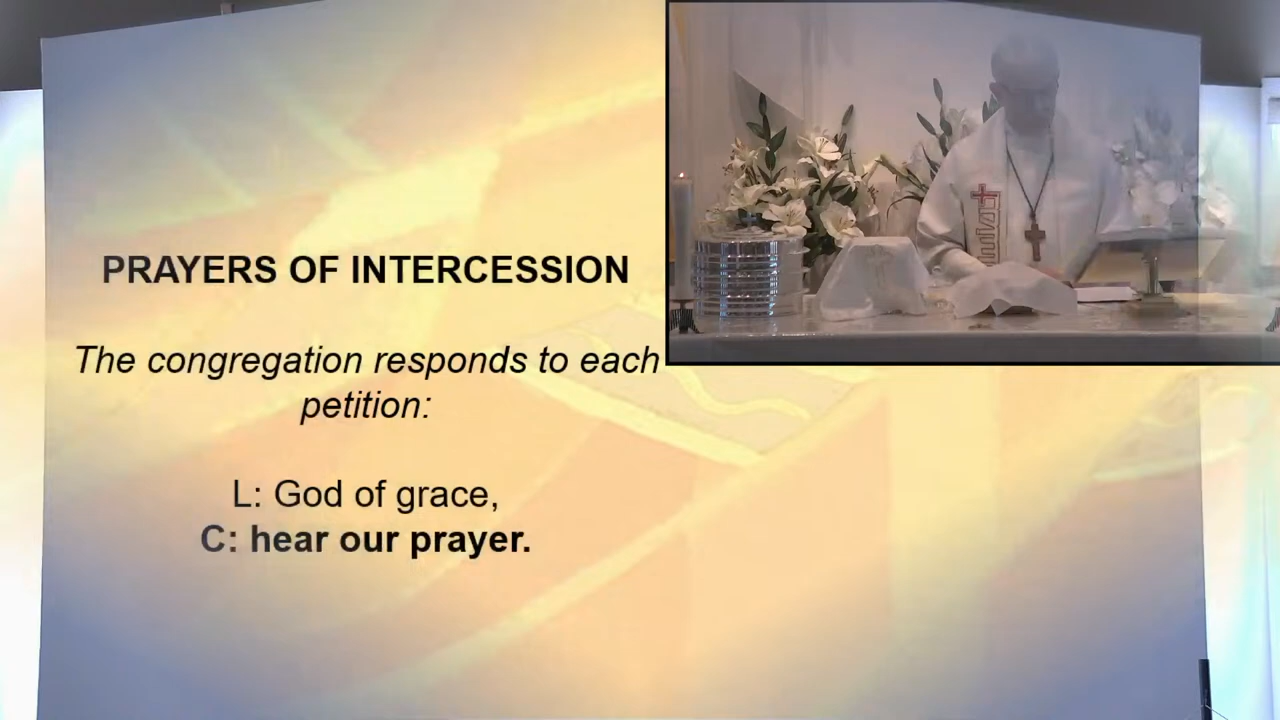 PRAYERS OF INTERCESSION
The congregation responds to each
petition:
L: God of grace,
C: hear our prayer.